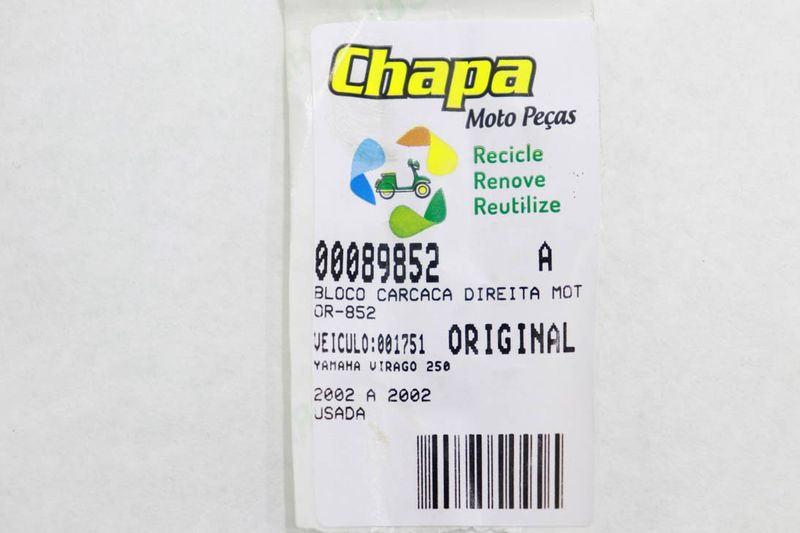 Chapa
Moto Peças
Recicle
Renove
Reutilize
00089852 A
BLOCO CARCACA DIREITA MOT
OR-852
VEICULO:001751 ORIGINAL
YAMAHA VIRAGO 250
2002 A 2002
USADA